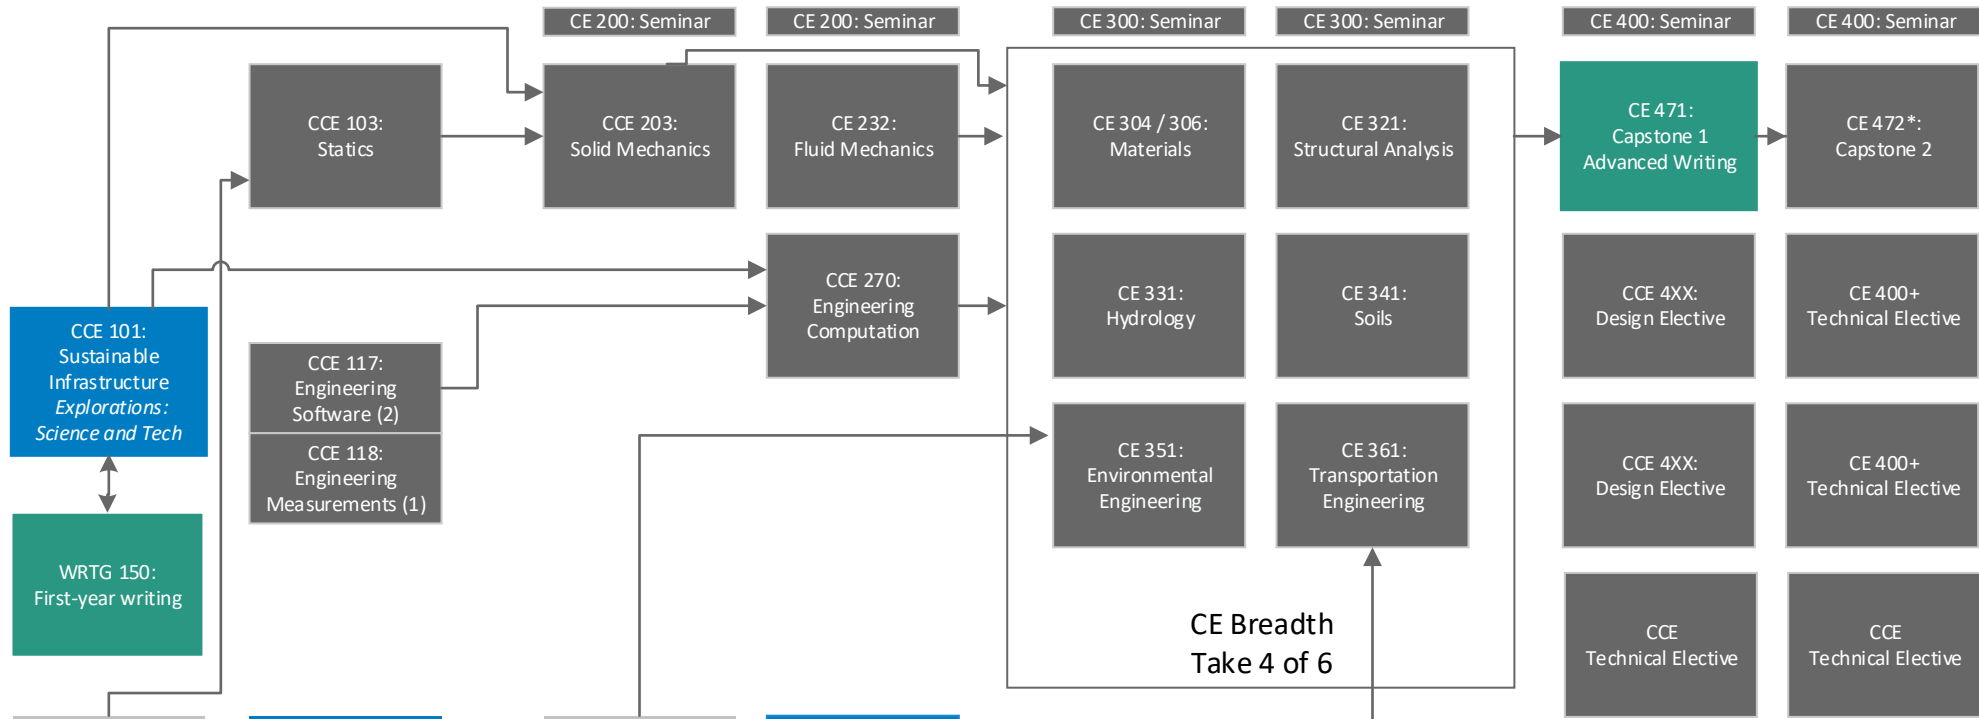 CE 200: Seminar
CE 200: Seminar
CE 300: Seminar
CE 300: Seminar
CE 400: Seminar
CE 400: Seminar
CCE 103:
Statics
CCE 203:
Solid Mechanics
CE 232:
Fluid Mechanics
CE 304 / 306:
Materials
CE 321:
Structural Analysis
CE 471:
Capstone 1
Advanced Writing
CE 472*:
Capstone 2
CCE 270:
Engineering
Computation
CE 331:
Hydrology
CE 341:
Soils
CCE 4XX:
Design Elective
CE 400+
Technical Elective
CCE 101:
Sustainable
Infrastructure
Explorations:
Science and Tech
CCE 117:
Engineering
Software (2)
CCE 118:
Engineering
Measurements (1)
CE 351:
Environmental
Engineering
CE 361:
Transportation
Engineering
CCE 4XX:
Design Elective
CE 400+
Technical Elective
WRTG 150:
First-year writing
CE Breadth
Take 4 of 6
CCE
Technical Elective
CCE
Technical Elective